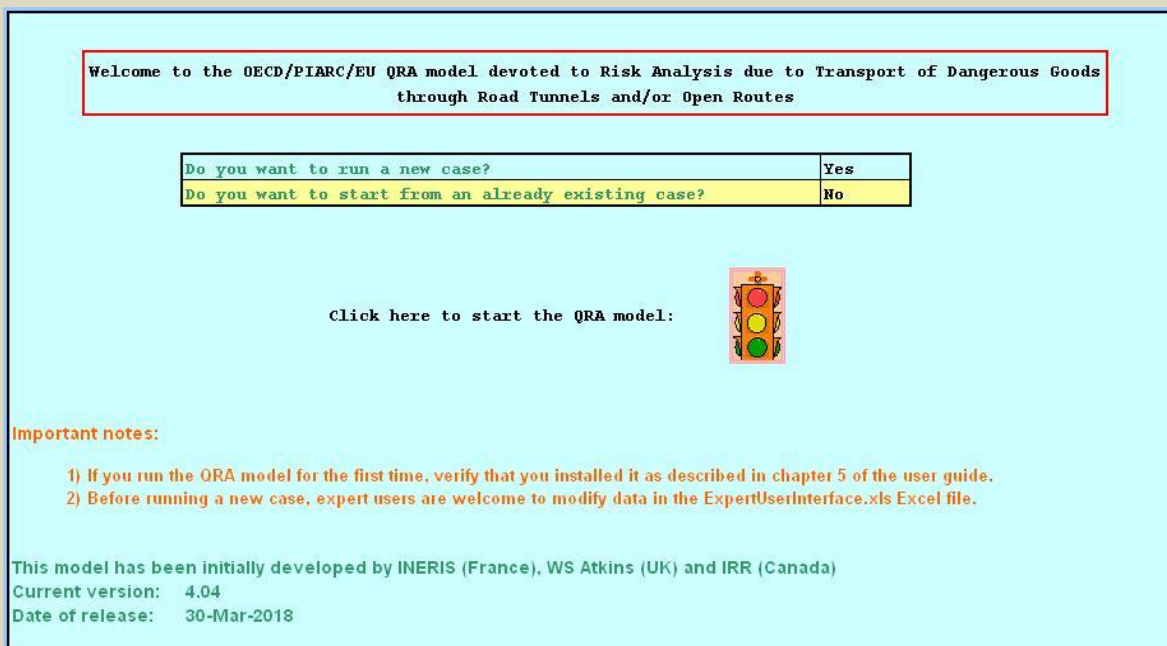 Welcome to the OECD/PIARC/EU QRA model devoted to Risk Analysis due to Transport of Dangerous Goods
through Road Tunnels and/or Open Routes
Do you want to run a new case? Yes
Do you want to start from an already existing case? No
Click here to start the QRA model:
Important notes:
1) If you run the QRA model for the first time, verify that you installed it as described in chapter 5 of the user guide.
2) Before running a new case, expert users are welcome to modify data in the ExpertUserInterface.xls Excel file.
This model has been initially developed by INERIS (France), WS Atkins (UK) and IRR (Canada)
Current version: 4.04
Date of release: 30-Mar-2018